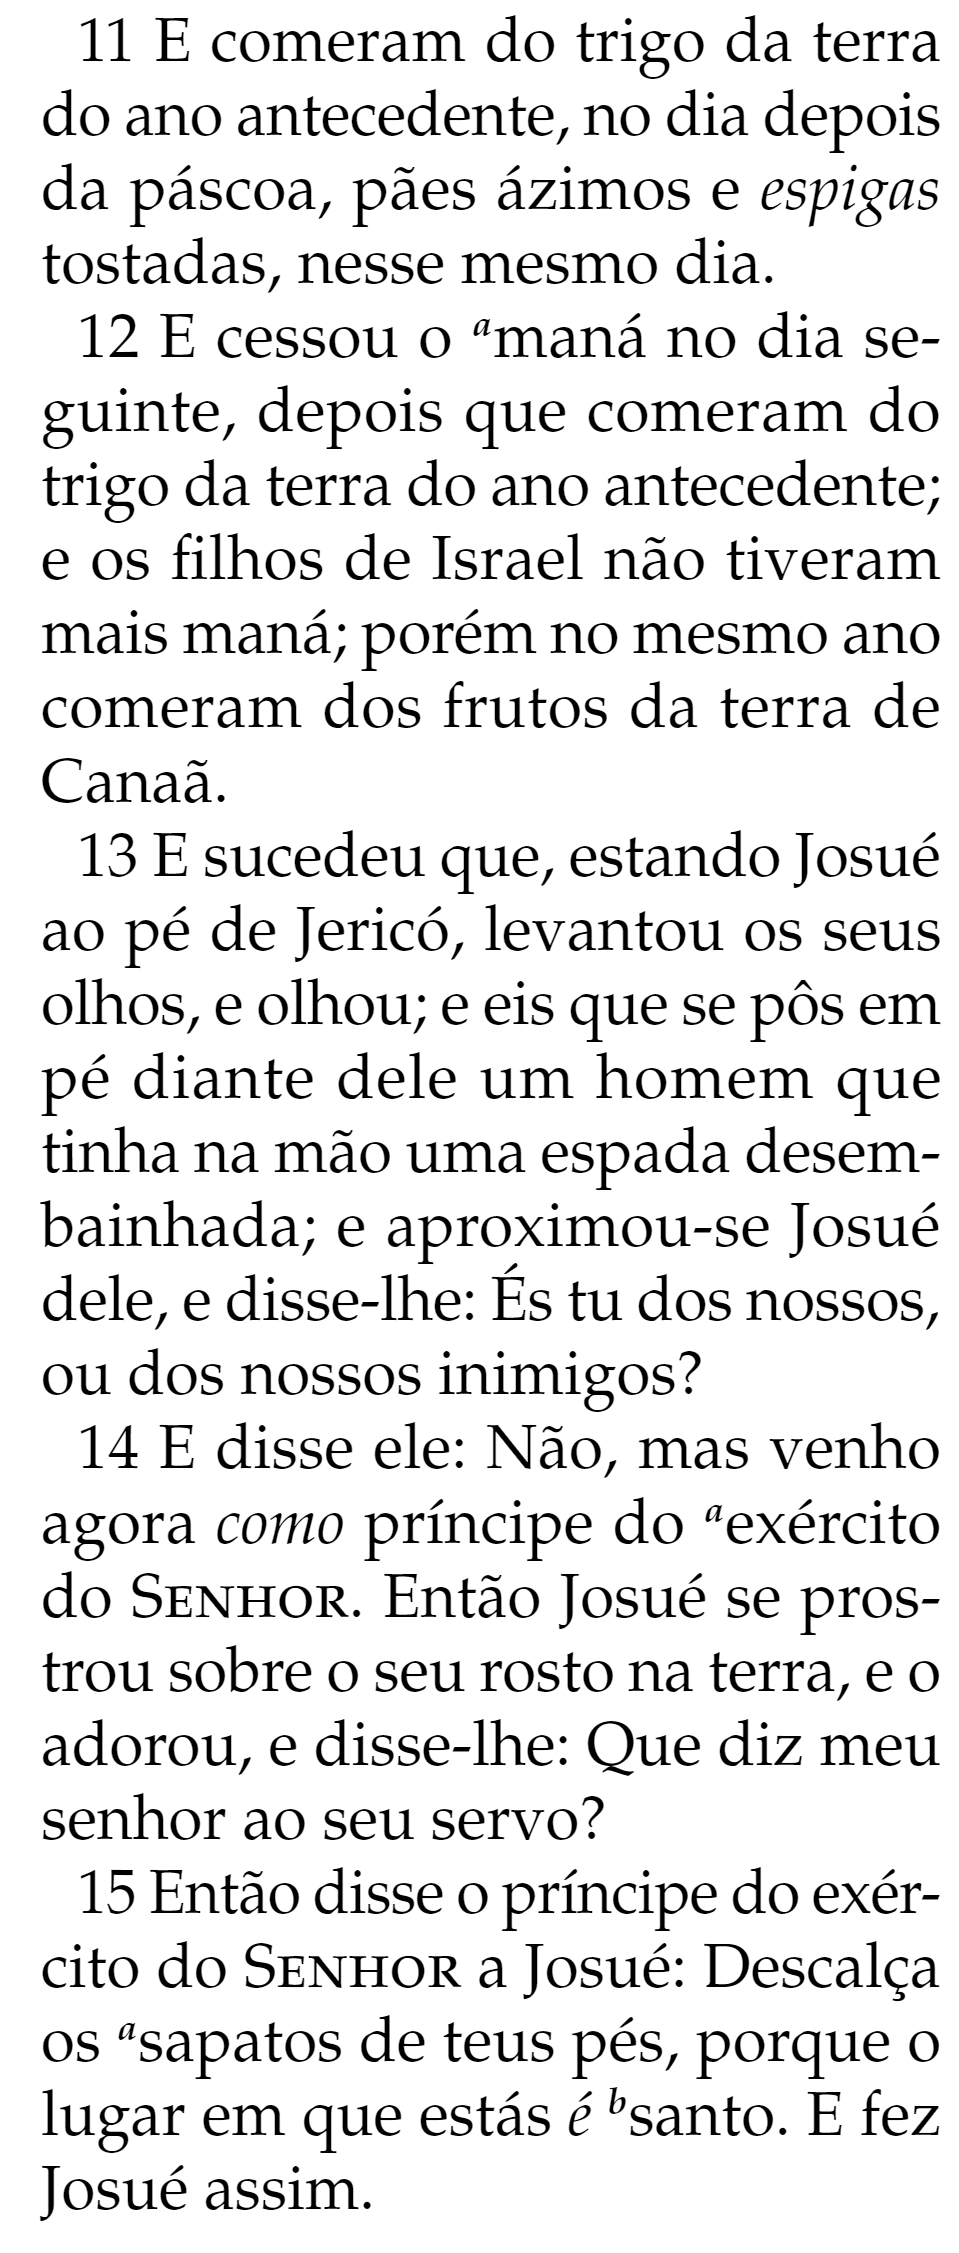 11 E comeram do trigo da terra
do ano antecedente, no dia depois
da páscoa, pães ázimos e espigas
tostadas, nesse mesmo dia.
12 E cessou o ᵃmaná no dia se-
guinte, depois que comeram do
trigo da terra do ano antecedente;
e os filhos de Israel não tiveram
mais maná; porém no mesmo ano
comeram dos frutos da terra de
Canaã.
13 E sucedeu que, estando Josué
ao pé de Jericó, levantou os seus
olhos, e olhou; e eis que se pôs em
pé diante dele um homem que
tinha na mão uma espada desem-
bainhada; e aproximou-se Josué
dele, e disse-lhe: És tu dos nossos,
ou dos nossos inimigos?
14 E disse ele: Não, mas venho
agora como príncipe do ᵃexército
do SENHOR. Então Josué se pros-
trou sobre o seu rosto na terra, e o
adorou, e disse-lhe: Que diz meu
senhor ao seu servo?
15 Então disse o príncipe do exér-
cito do SENHOR a Josué: Descalça
os ᵃsapatos de teus pés, porque o
lugar em que estás é ᵇsanto. E fez
Josué assim.